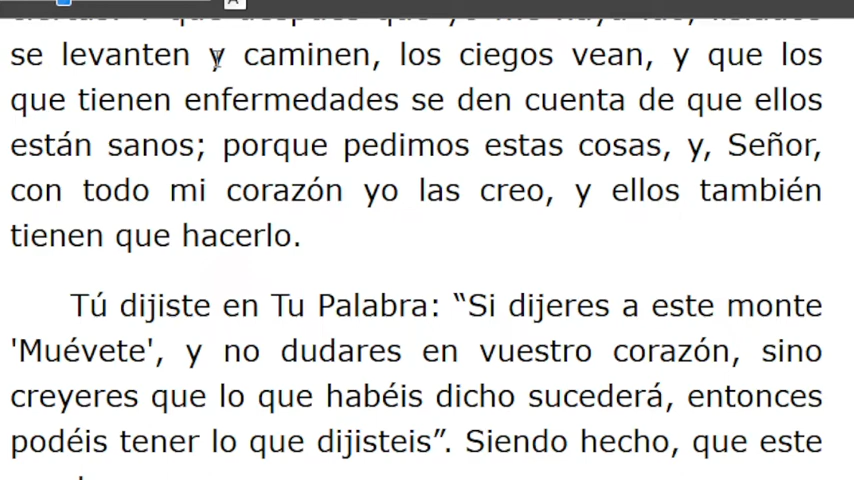 se levanten y caminen, los ciegos vean, y que los
que tienen enfermedades se den cuenta de que ellos
están sanos; porque pedimos estas cosas, y, Señor,
con todo mi corazón yo las creo, y ellos también
tienen que hacerlo.
Tú dijiste en Tu Palabra: “Si dijeres a este monte
'Muévete', y no dudares en vuestro corazón, sino
creyeres que lo que habéis dicho sucederá, entonces
podéis tener lo que dijisteis”. Siendo hecho, que este